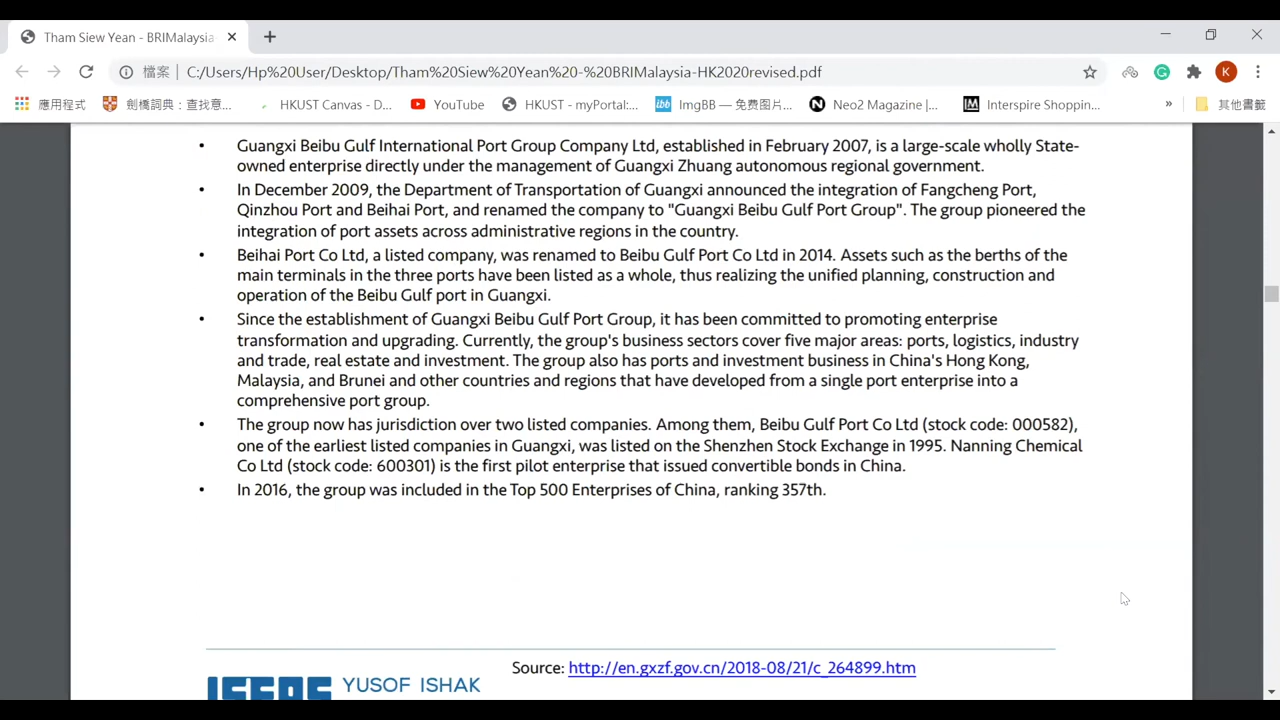 Tham Siew Yean - BRIMalaysia
檔案 C:/Users/Hp%20User/Desktop/Tham%20Siew%20Yean%20-%20BRIMalaysia-HK2020revised.pdf
K
應用程式 劍橋詞典：查找意... HKUST Canvas - D... YouTube HKUST - myPortal:... ibb ImgBB — 免费图片... N Neo2 Magazine |... IM Interspire Shoppin... » 其他書籤
• Guangxi Beibu Gulf International Port Group Company Ltd, established in February 2007, is a large-scale wholly State-
owned enterprise directly under the management of Guangxi Zhuang autonomous regional government.
• In December 2009, the Department of Transportation of Guangxi announced the integration of Fangcheng Port,
Qinzhou Port and Beihai Port, and renamed the company to "Guangxi Beibu Gulf Port Group". The group pioneered the
integration of port assets across administrative regions in the country.
• Beihai Port Co Ltd, a listed company, was renamed to Beibu Gulf Port Co Ltd in 2014. Assets such as the berths of the
main terminals in the three ports have been listed as a whole, thus realizing the unified planning, construction and
operation of the Beibu Gulf port in Guangxi.
• Since the establishment of Guangxi Beibu Gulf Port Group, it has been committed to promoting enterprise
transformation and upgrading. Currently, the group's business sectors cover five major areas: ports, logistics, industry
and trade, real estate and investment. The group also has ports and investment business in China's Hong Kong,
Malaysia, and Brunei and other countries and regions that have developed from a single port enterprise into a
comprehensive port group.
• The group now has jurisdiction over two listed companies. Among them, Beibu Gulf Port Co Ltd (stock code: 000582),
one of the earliest listed companies in Guangxi, was listed on the Shenzhen Stock Exchange in 1995. Nanning Chemical
Co Ltd (stock code: 600301) is the first pilot enterprise that issued convertible bonds in China.
• In 2016, the group was included in the Top 500 Enterprises of China, ranking 357th.
Source: http://en.gxzf.gov.cn/2018-08/21/c_264899.htm
ISEAS YUSOF ISHAK